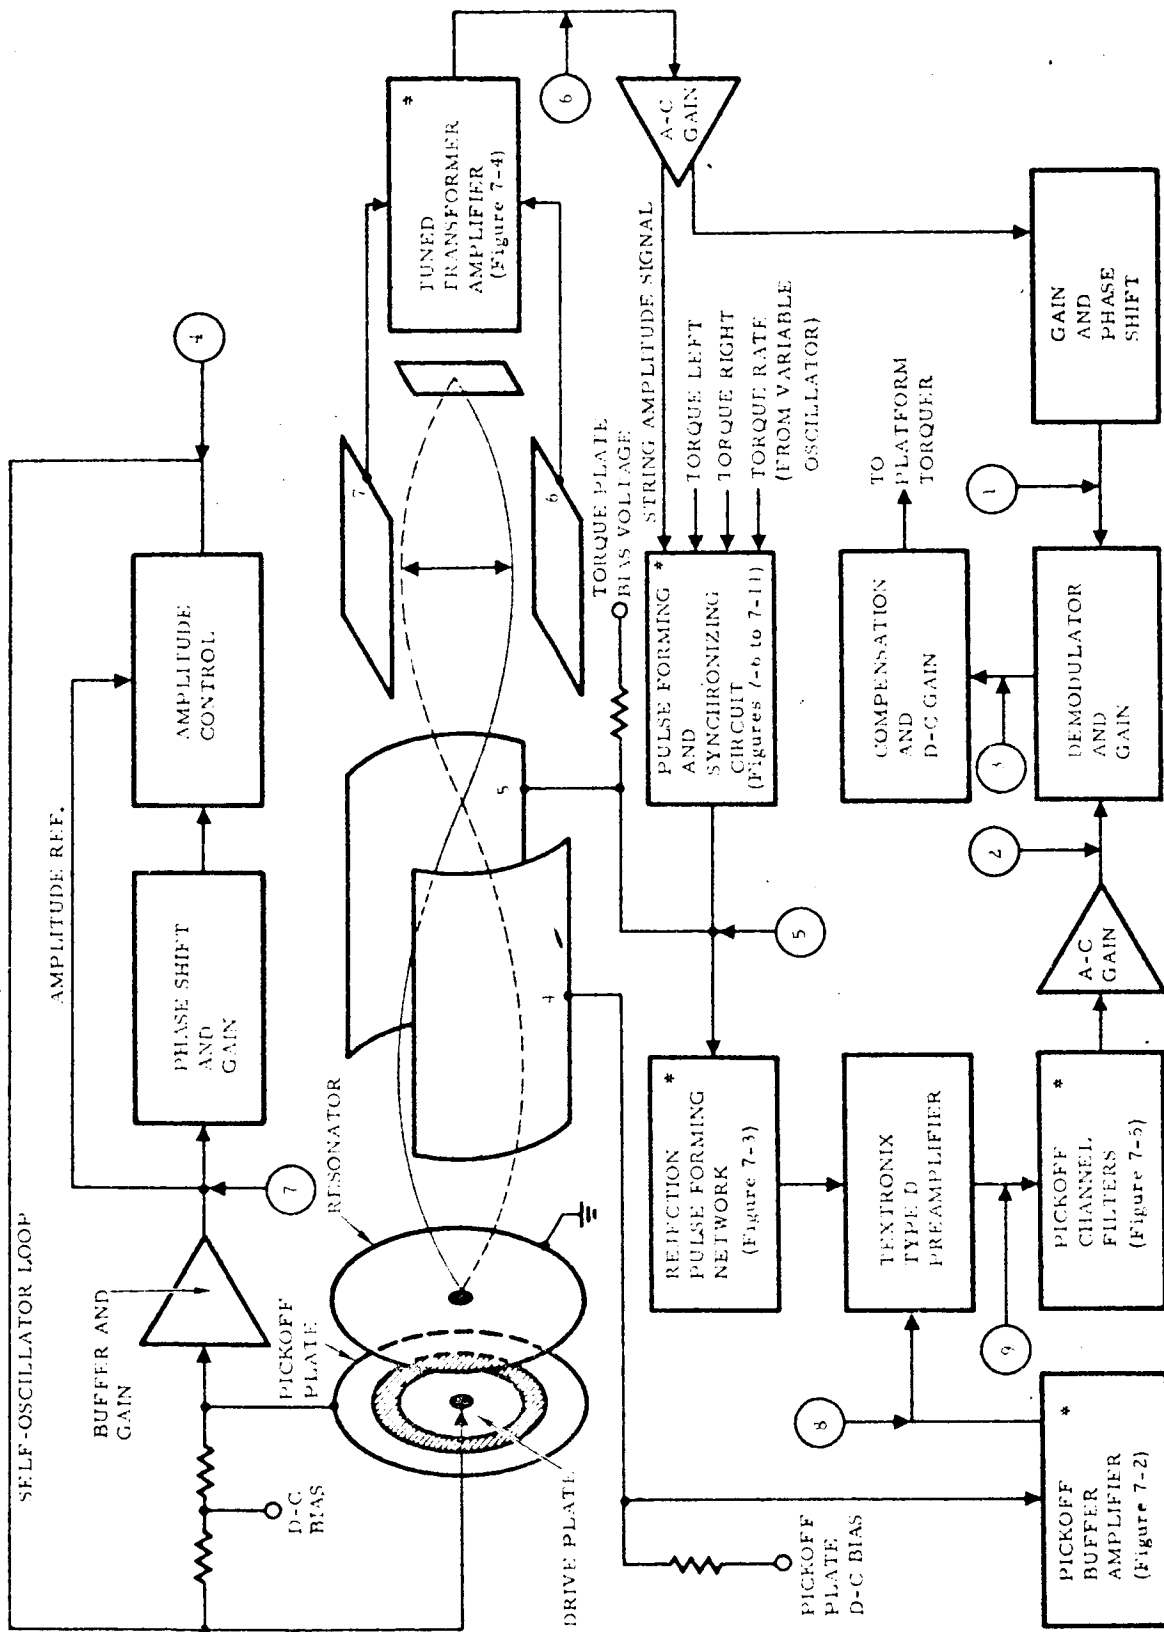 SELF-OSCILLATOR LOOP
AMPLITUDE REF.
BUFFER AND
GAIN
7
PHASE SHIFT
AND
GAIN
AMPLITUDE
CONTROL
4
D-C
BIAS
PICKOFF
PLATE
RESONATOR
DRIVE PLATE
4
5
7
6
TUNED
TRANSFORMER
AMPLIFIER
(Figure 7-4)
*
6
A-C
GAIN
TORQUE PLATE
BIAS VOLTAGE
STRING AMPLITUDE SIGNAL
TORQUE LEFT
TORQUE RIGHT
TORQUE RATE
(FROM VARIABLE
OSCILLATOR)
PULSE FORMING *
AND
SYNCHRONIZING
CIRCUIT
(Figures 7-6 to 7-11)
5
REJECTION *
PULSE FORMING
NETWORK
(Figure 7-3)
TEXTRONIX
TYPE D
PREAMPLIFIER
PICKOFF
PLATE
D-C BIAS
8
9
PICKOFF *
BUFFER
AMPLIFIER
(Figure 7-2)
PICKOFF *
CHANNEL
FILTERS
(Figure 7-5)
A-C
GAIN
2
DEMODULATOR
AND
GAIN
3
COMPENSATION
AND
D-C GAIN
TO
PLATFORM
TORQUER
1
GAIN
AND
PHASE
SHIFT